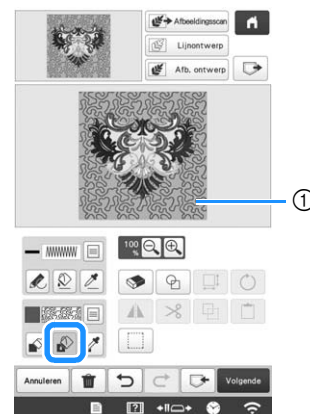 Afbeeldingsscan
Lijnontwerp
Afb. ontwerp
①
100
%
Annuleren
Volgende